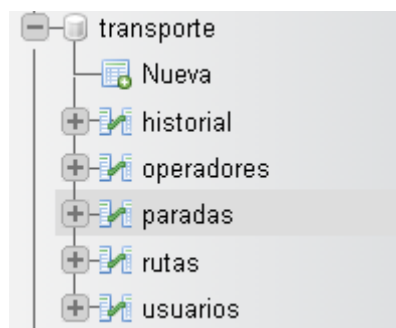 transporte
Nueva
historial
operadores
paradas
rutas
usuarios